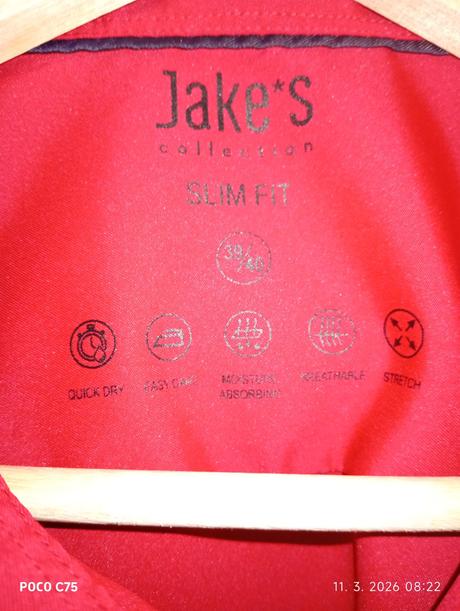 Jake*s
collection
SLIM FIT
39/40
QUICK DRY
EASY CARE
MOISTURE
ABSORBING
BREATHABLE
STRETCH
POCO C75
11. 3. 2026 08:22